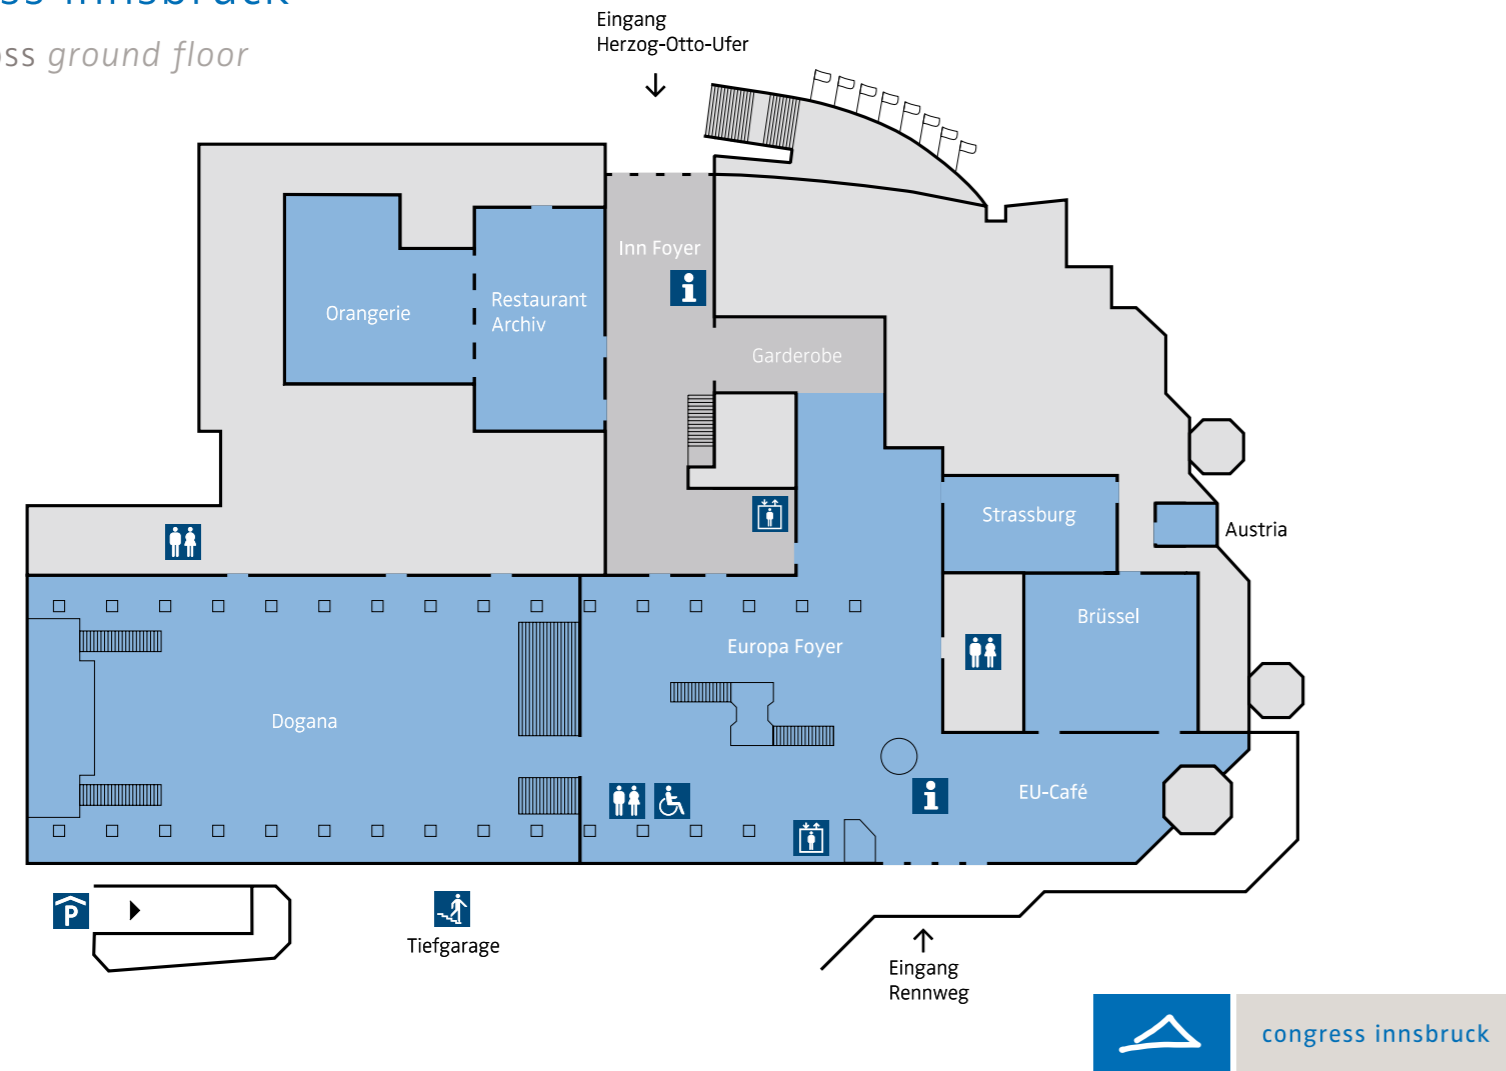 ground floor
Eingang
Herzog-Otto-Ufer
Inn Foyer
Orangerie
Restaurant
Archiv
Garderobe
Strassburg
Austria
Brüssel
Europa Foyer
Dogana
EU-Café
P
Tiefgarage
Eingang
Rennweg
congress innsbruck